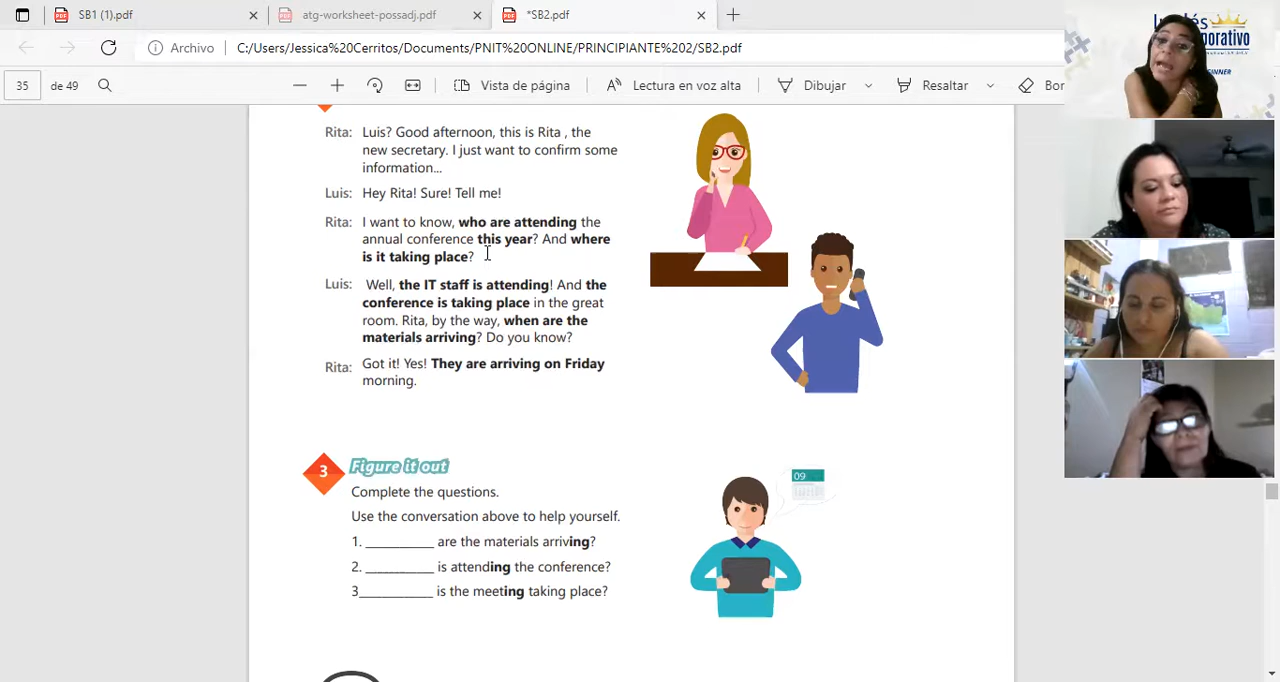 SB1 (1).pdf
atg-worksheet-possadj.pdf
*SB2.pdf
Archivo
C:/Users/Jessica%20Cerritos/Documents/PNIT%20ONLINE/PRINCIPIANTE%202/SB2.pdf
35 de 49
Vista de página
Lectura en voz alta
Dibujar
Resaltar
Bor
Rita: Luis? Good afternoon, this is Rita , the
new secretary. I just want to confirm some
information...
Luis: Hey Rita! Sure! Tell me!
Rita: I want to know, who are attending the
annual conference this year? And where
is it taking place?
Luis: Well, the IT staff is attending! And the
conference is taking place in the great
room. Rita, by the way, when are the
materials arriving? Do you know?
Rita: Got it! Yes! They are arriving on Friday
morning.
3 Figure it out
Complete the questions.
Use the conversation above to help yourself.
1. __________ are the materials arriving?
2. __________ is attending the conference?
3___________ is the meeting taking place?
09